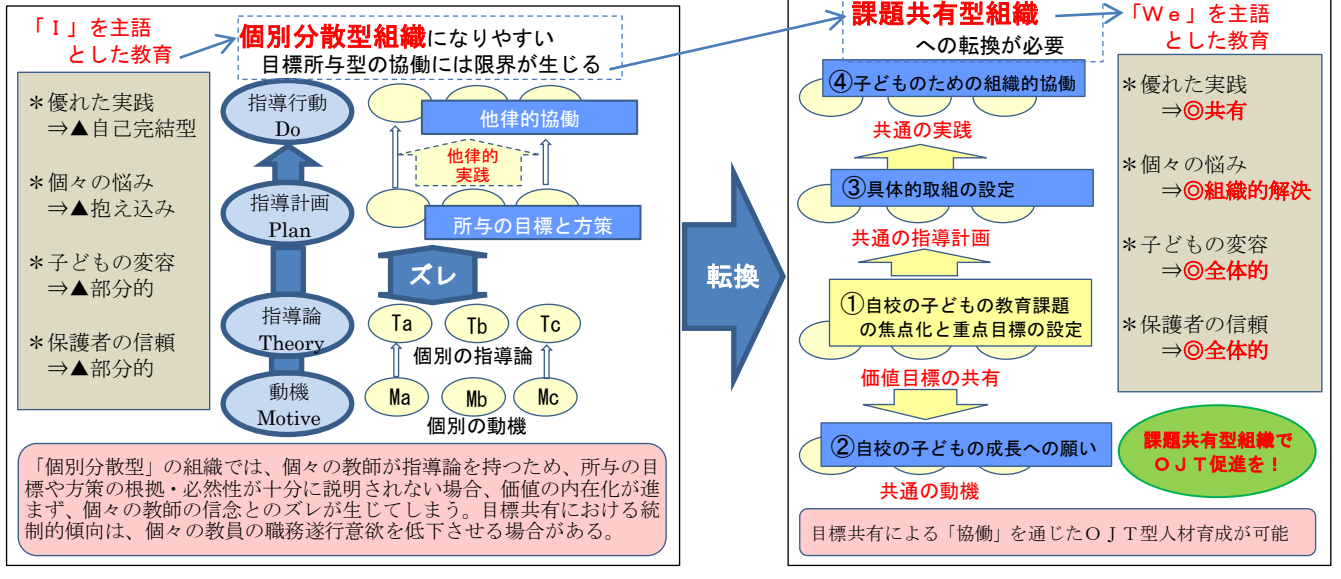 「Ｉ」を主語
とした教育
個別分散型組織になりやすい
目標所与型の協働には限界が生じる
＊優れた実践
⇒▲自己完結型
＊個々の悩み
⇒▲抱え込み
＊子どもの変容
⇒▲部分的
＊保護者の信頼
⇒▲部分的
指導行動
Do
指導計画
Plan
指導論
Theory
動機
Motive
他律的協働
他律的
実践
所与の目標と方策
ズレ
Ta
Tb
Tc
個別の指導論
Ma
Mb
Mc
個別の動機
「個別分散型」の組織では、個々の教師が指導論を持つため、所与の目
標や方策の根拠・必然性が十分に説明されない場合、価値の内在化が進
まず、個々の教師の信念とのズレが生じてしまう。目標共有における統
制的傾向は、個々の教員の職務遂行意欲を低下させる場合がある。
転換
課題共有型組織
への転換が必要
「Ｗｅ」を主語
とした教育
④子どものための組織的協働
共通の実践
③具体的取組の設定
共通の指導計画
①自校の子どもの教育課題
の焦点化と重点目標の設定
価値目標の共有
②自校の子どもの成長への願い
共通の動機
＊優れた実践
⇒◎共有
＊個々の悩み
⇒◎組織的解決
＊子どもの変容
⇒◎全体的
＊保護者の信頼
⇒◎全体的
課題共有型組織で
ＯＪＴ促進を！
目標共有による「協働」を通じたＯＪＴ型人材育成が可能